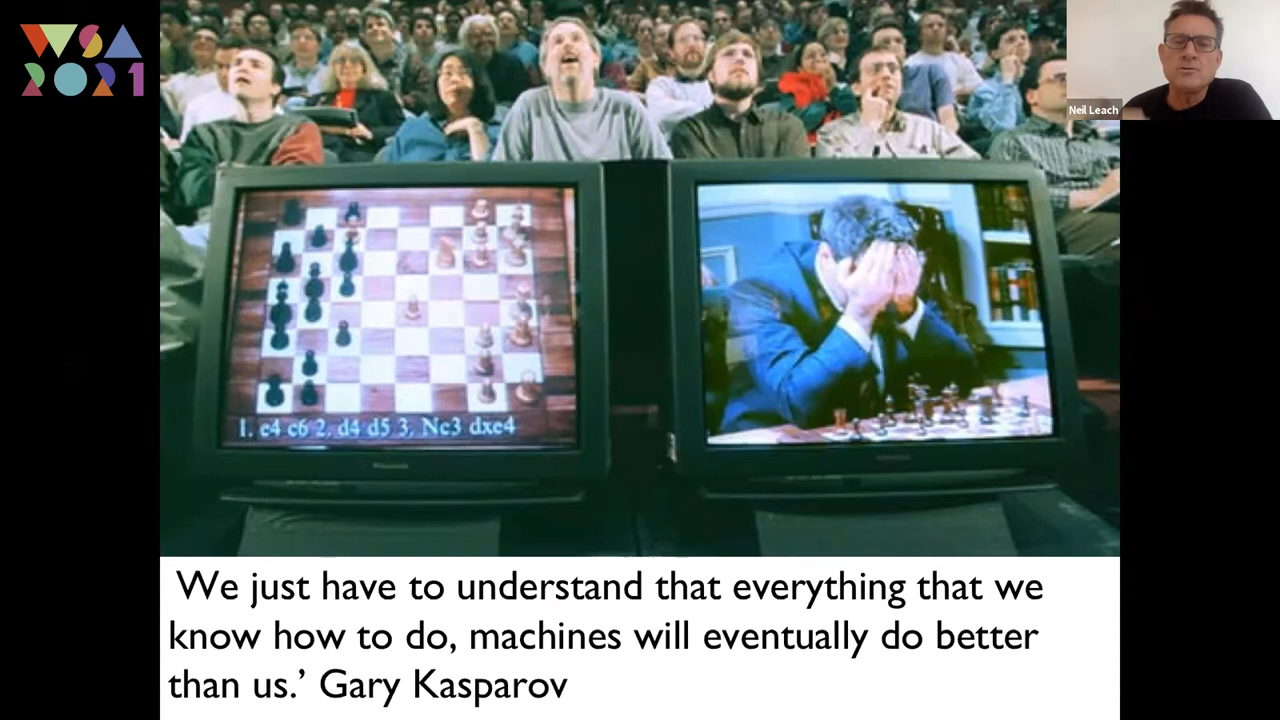 WSA
2021
Neil Leach
1. e4 c6 2. d4 d5 3. Nc3 dxe4
We just have to understand that everything that we
know how to do, machines will eventually do better
than us.’ Gary Kasparov